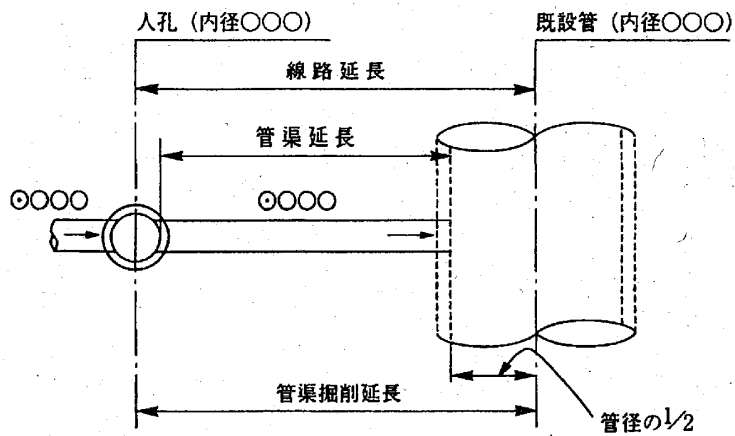 人孔 (内径○○○)
既設管 (内径○○○)
線路延長
管渠延長
⊙○○○
⊙○○○
管渠掘削延長
管径の1/2